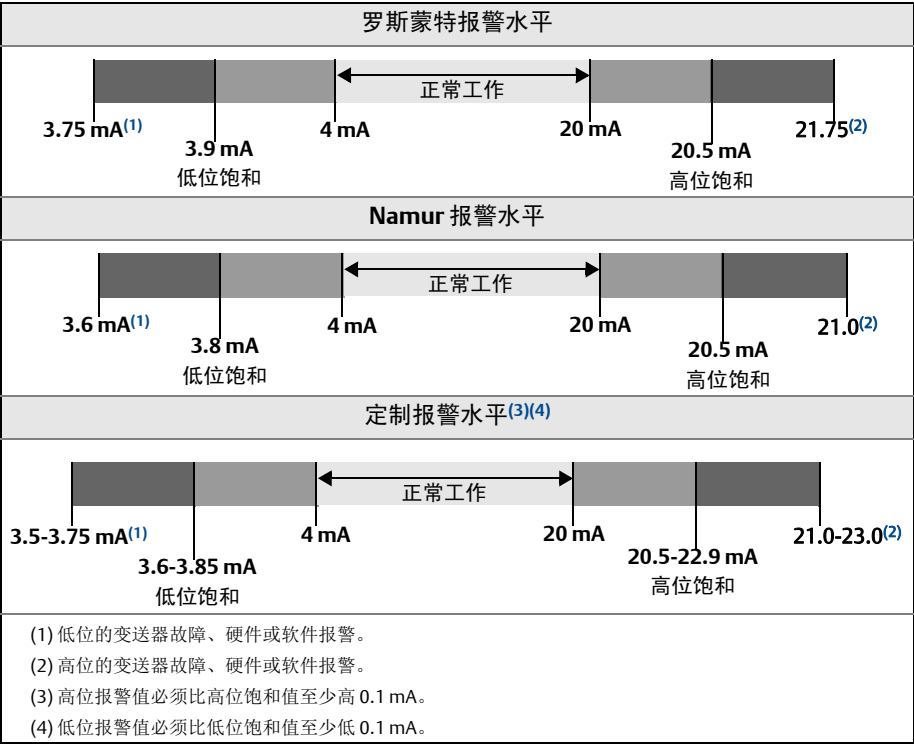 罗斯蒙特报警水平
正常工作
3.75 mA(1)
3.9 mA
低位饱和
4 mA
20 mA
20.5 mA
高位饱和
21.75(2)
Namur 报警水平
正常工作
3.6 mA(1)
3.8 mA
低位饱和
4 mA
20 mA
20.5 mA
高位饱和
21.0(2)
定制报警水平(3)(4)
正常工作
3.5-3.75 mA(1)
3.6-3.85 mA
低位饱和
4 mA
20 mA
20.5-22.9 mA
高位饱和
21.0-23.0(2)
(1) 低位的变送器故障、硬件或软件报警。
(2) 高位的变送器故障、硬件或软件报警。
(3) 高位报警值必须比高位饱和值至少高 0.1 mA。
(4) 低位报警值必须比低位饱和值至少低 0.1 mA。